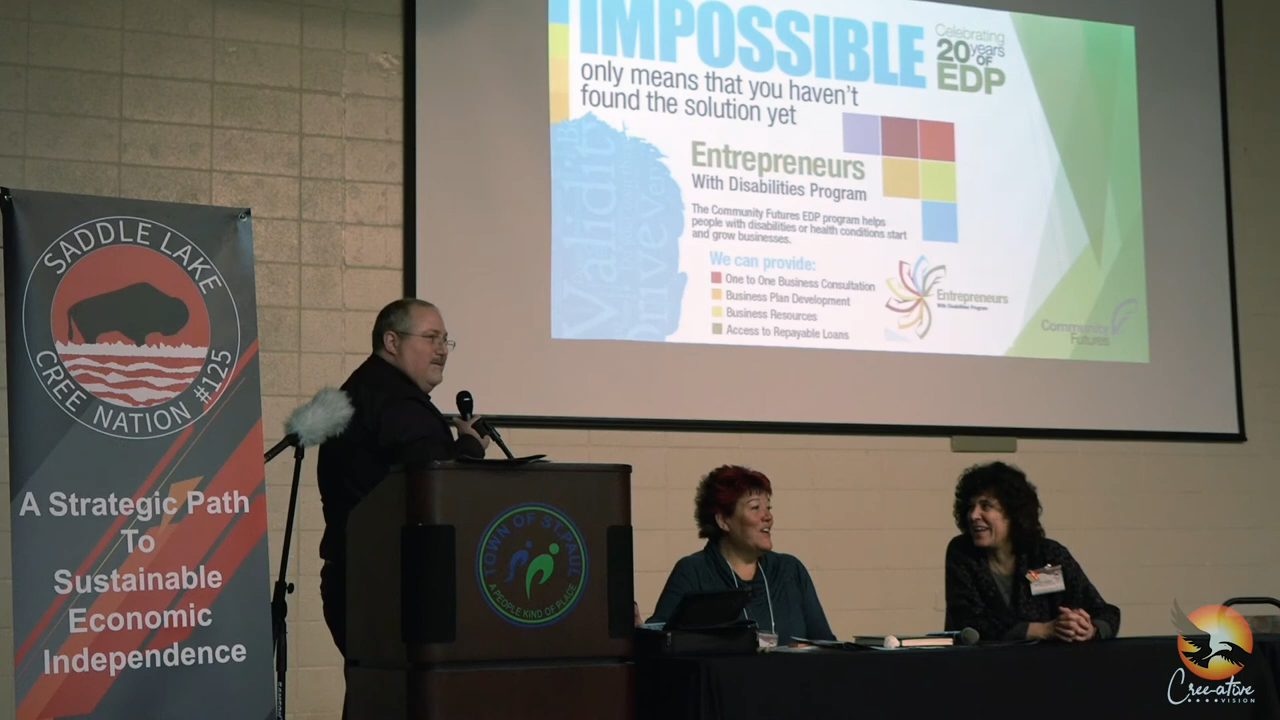 IMPOSSIBLE
only means that you haven't
found the solution yet
Celebrating
20 years
OF
EDP
Entrepreneurs
With Disabilities Program
The Community Futures EDP program helps
people with disabilities or health conditions start
and grow businesses.
We can provide:
One to One Business Consultation
Business Plan Development
Business Resources
Access to Repayable Loans
Entrepreneurs
With Disabilities Program
Community
Futures
SADDLE LAKE
CREE NATION #125
A Strategic Path
To
Sustainable
Economic
Independence
TOWN OF ST. PAUL
A PEOPLE KIND OF PLACE
Cree-ative
VISION